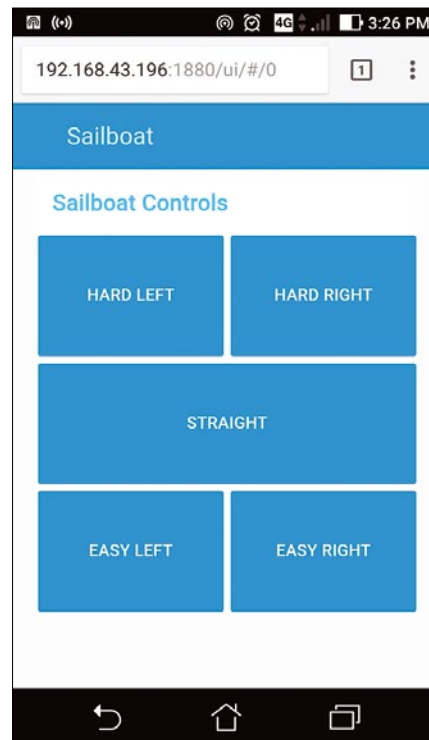 4G 3:26 PM
192.168.43.196:1880/ui/#/0 1
Sailboat
Sailboat Controls
HARD LEFT HARD RIGHT
STRAIGHT
EASY LEFT EASY RIGHT